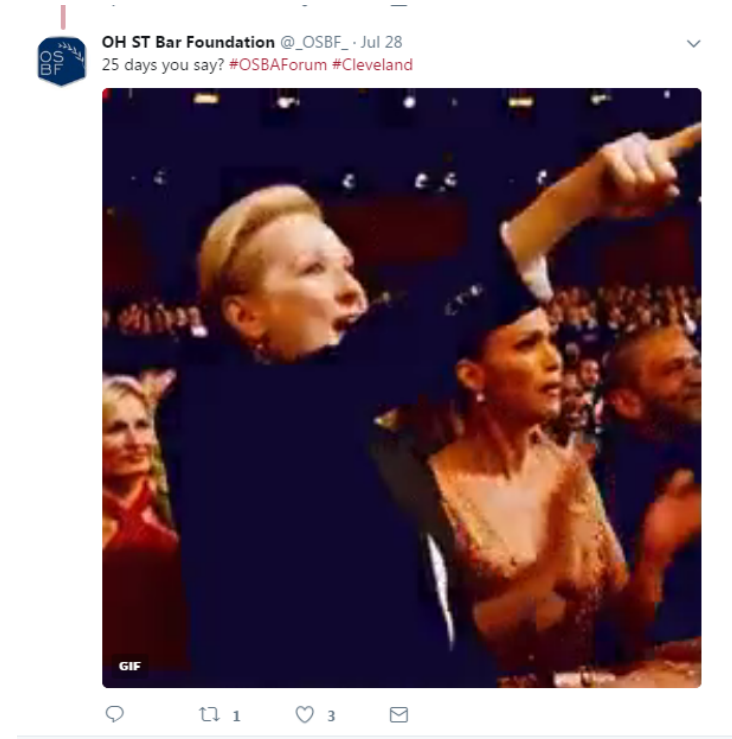 OH ST Bar Foundation @_OSBF_ · Jul 28
OS
BF
25 days you say? #OSBAForum #Cleveland
GIF
1 3